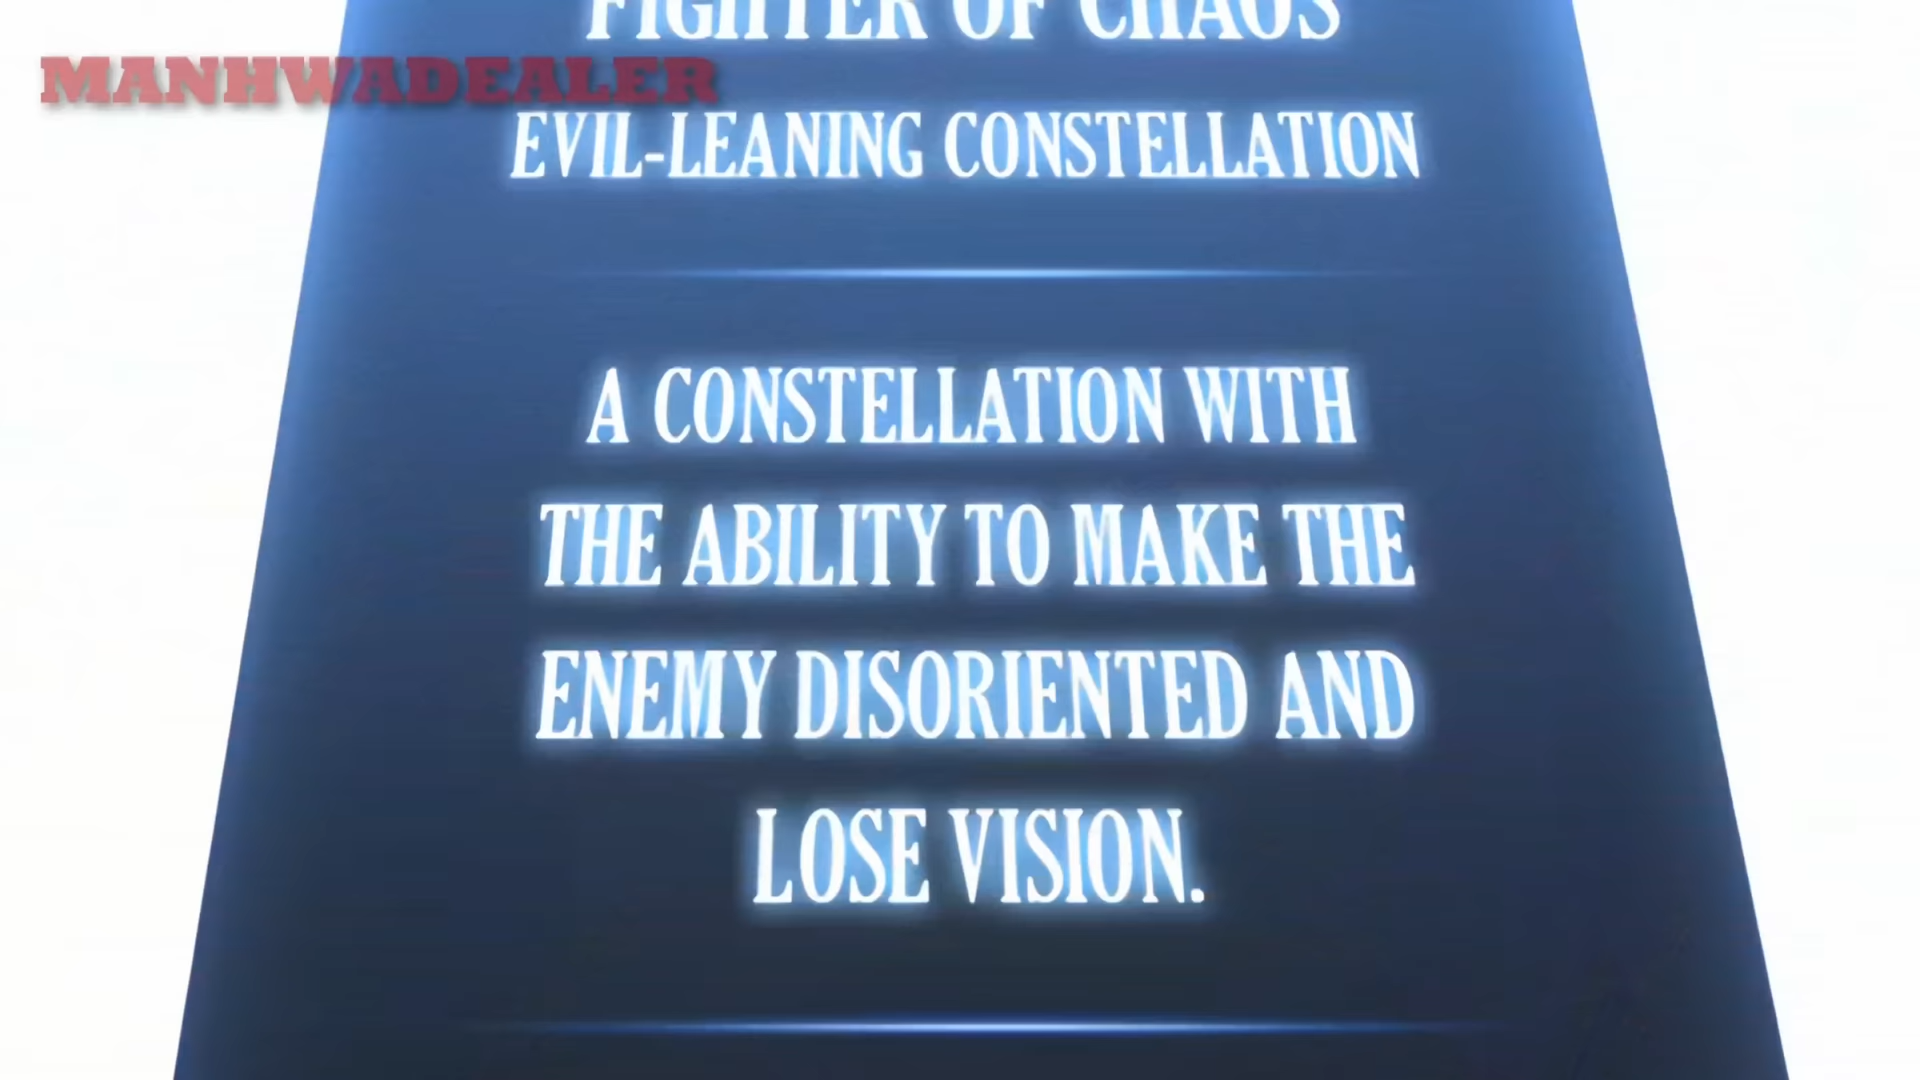 FIGHTER OF CHAOS
MANHWADEALER
EVIL-LEANING CONSTELLATION
A CONSTELLATION WITH
THE ABILITY TO MAKE THE
ENEMY DISORIENTED AND
LOSE VISION.